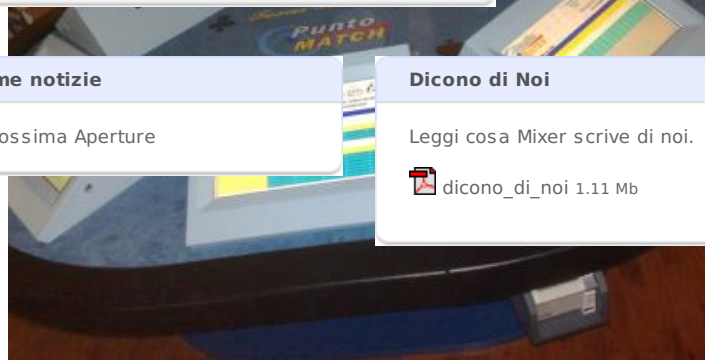 Punto
MATCH
me notizie
ossima Aperture
Dicono di Noi
Leggi cosa Mixer scrive di noi.
dicono_di_noi 1.11 Mb